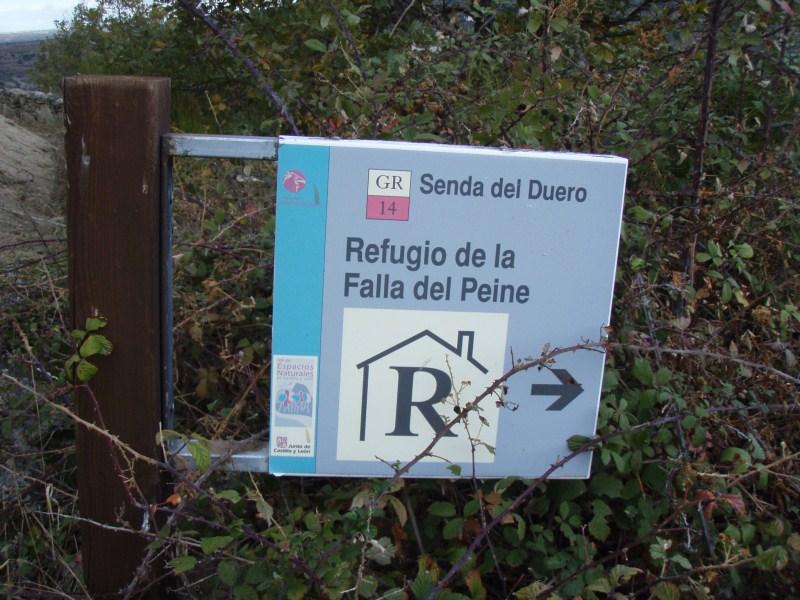 GR
14
Senda del Duero
Refugio de la
Falla del Peine
R
Espacios
Naturales
Junta de
Castilla y León